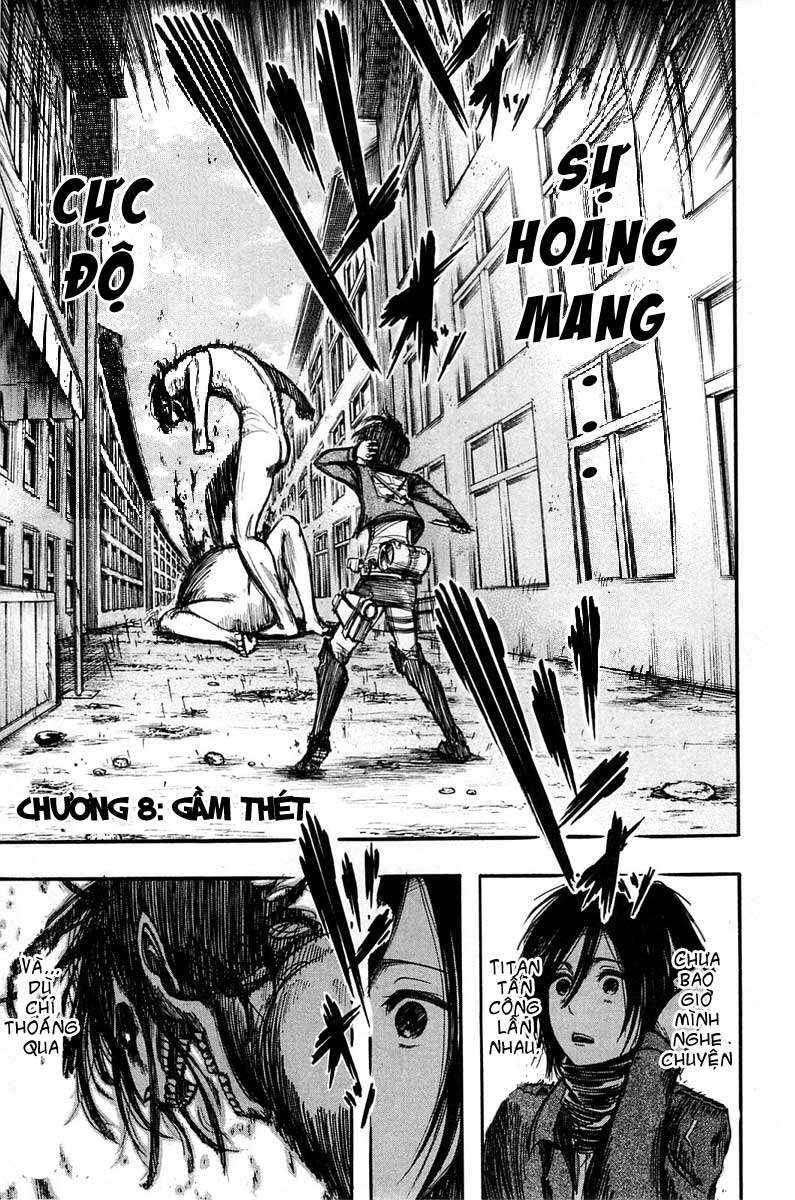 SỰ
HOANG
MANG
CỰC
ĐỘ
CHƯƠNG 8: GẦM THÉT
CHƯA
BAO
GIỜ
MÌNH
NGHE
CHUYỆN
TITAN
TẤN
CÔNG
LẪN
NHAU.
VÀ...
DÙ
CHỈ
THOÁNG
QUA